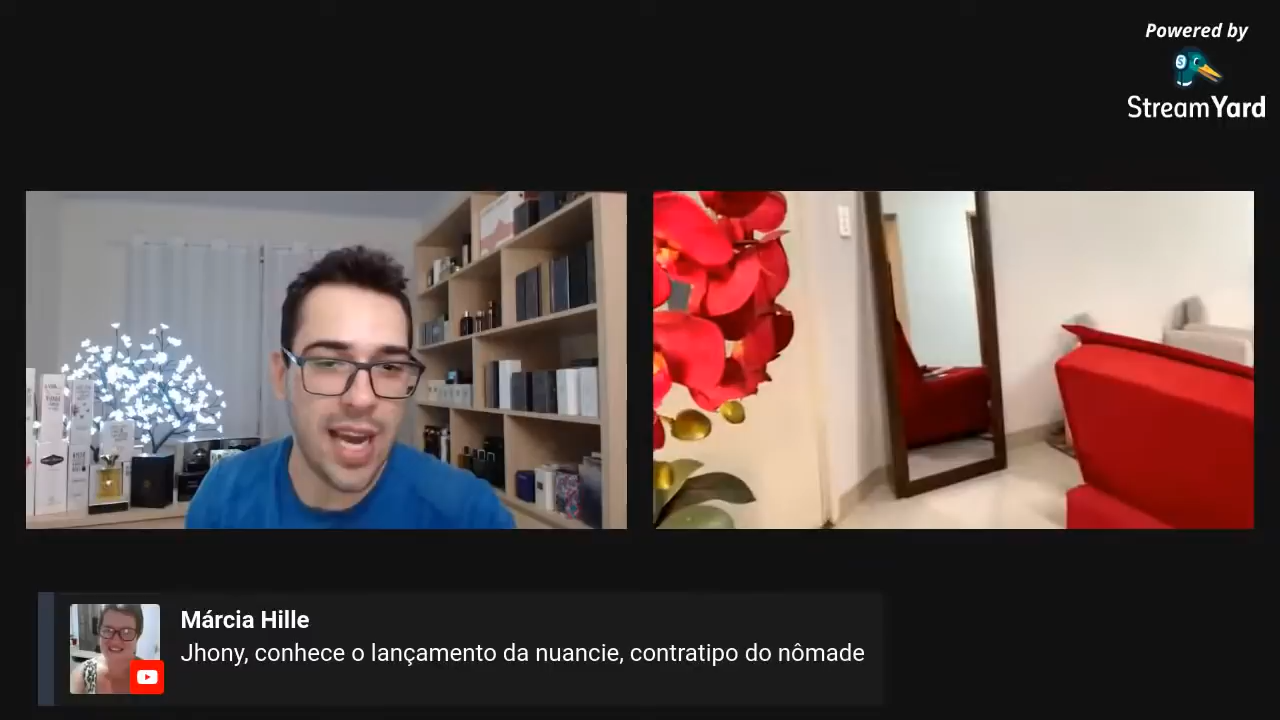 Powered by
StreamYard
Márcia Hille
Jhony, conhece o lançamento da nuancie, contratipo do nômade